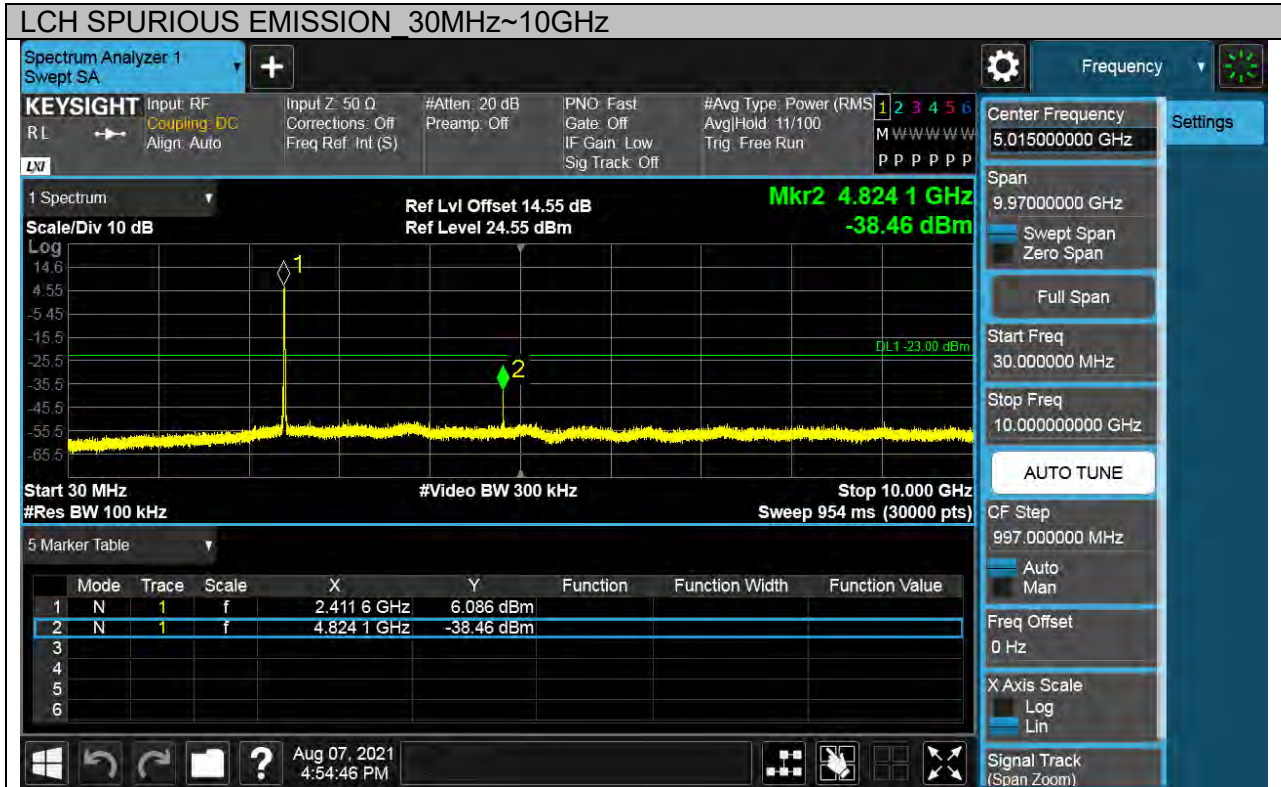 LCH SPURIOUS EMISSION_30MHz~10GHz
Spectrum Analyzer 1
Swept SA
+
Frequency
KEYSIGHT
RL
LXI
Input: RF
Coupling: DC
Align: Auto
Input Z: 50 Ω
Corrections: Off
Freq Ref: Int (S)
#Atten: 20 dB
Preamp: Off
PNO: Fast
Gate: Off
IF Gain: Low
Sig Track: Off
#Avg Type: Power (RMS
Avg|Hold: 11/100
Trig: Free Run
1 2 3 4 5 6
M W W W W W
P P P P P P
1 Spectrum
Scale/Div 10 dB
Ref Lvl Offset 14.55 dB
Ref Level 24.55 dBm
Mkr2 4.824 1 GHz
-38.46 dBm
Log
14.6
4.55
-5.45
-15.5
-25.5
-35.5
-45.5
-55.5
-65.5
1
2
DL1 -23.00 dBm
Start 30 MHz
#Res BW 100 kHz
#Video BW 300 kHz
Stop 10.000 GHz
Sweep 954 ms (30000 pts)
5 Marker Table
Mode Trace Scale X Y Function Function Width Function Value
1 N 1 f 2.411 6 GHz 6.086 dBm
2 N 1 f 4.824 1 GHz -38.46 dBm
3
4
5
6
?
Aug 07, 2021
4:54:46 PM
Center Frequency
5.015000000 GHz
Span
9.97000000 GHz
Swept Span
Zero Span
Full Span
Start Freq
30.000000 MHz
Stop Freq
10.000000000 GHz
AUTO TUNE
CF Step
997.000000 MHz
Auto
Man
Freq Offset
0 Hz
X Axis Scale
Log
Lin
Signal Track
(Span Zoom)
Settings